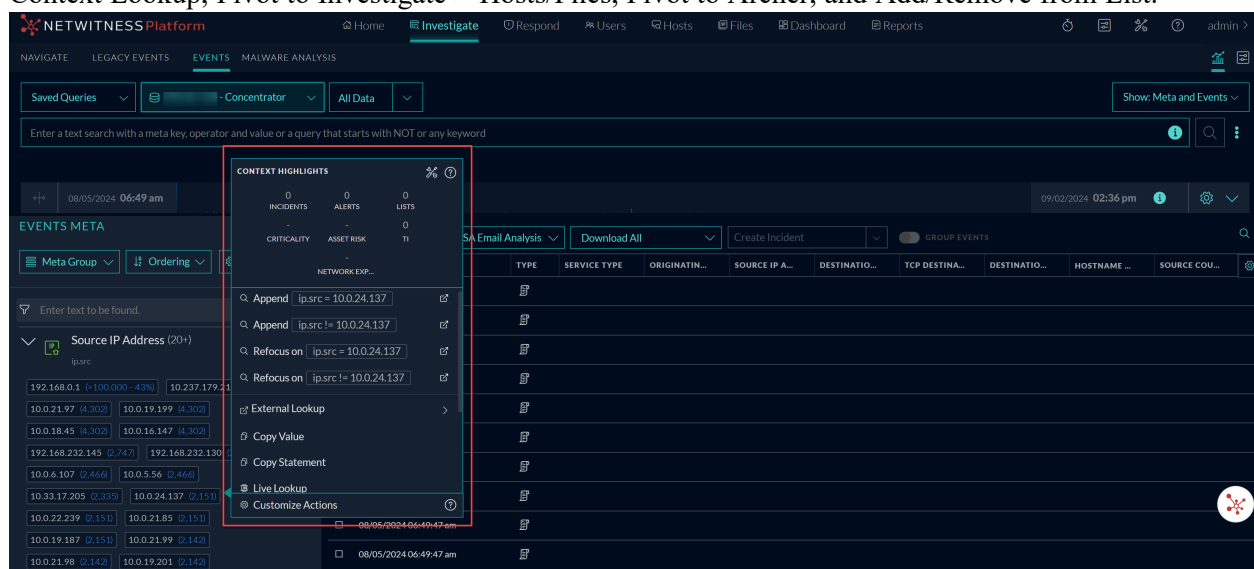 Context Lookup, Pivot to Investigate > Hosts/Files, Pivot to Archer, and Add/Remove from List.
NETWITNESS Platform Home Investigate Respond Users Hosts Files Dashboard Reports admin >
NAVIGATE LEGACY EVENTS EVENTS MALWARE ANALYSIS
Saved Queries - Concentrator All Data Show: Meta and Events
Enter a text search with a meta key, operator and value or a query that starts with NOT or any keyword
CONTEXT HIGHLIGHTS
0 0 0
INCIDENTS ALERTS LISTS
- - 0
CRITICALITY ASSET RISK TI
-
NETWORK EXP...
08/05/2024 06:49 am 09/02/2024 02:36 pm
EVENTS META
SA Email Analysis Download All Create Incident GROUP EVENTS
Meta Group Ordering
TYPE SERVICE TYPE ORIGINATIN... SOURCE IP A... DESTINATIO... TCP DESTINA... DESTINATIO... HOSTNAME ... SOURCE COU...
Append ip.src = 10.0.24.137
Append ip.src != 10.0.24.137
Refocus on ip.src = 10.0.24.137
Refocus on ip.src != 10.0.24.137
External Lookup >
Copy Value
Copy Statement
Live Lookup
Customize Actions
Enter text to be found.
Source IP Address (20+)
ip.src
192.168.0.1 (>100,000 - 43%) 10.237.179.21
10.0.21.97 (4,302) 10.0.19.199 (4,302)
10.0.18.45 (4,302) 10.0.16.147 (4,302)
192.168.232.145 (2,747) 192.168.232.130
10.0.6.107 (2,466) 10.0.5.56 (2,466)
10.33.17.205 (2,335) 10.0.24.137 (2,151)
10.0.22.239 (2,151) 10.0.21.85 (2,151)
10.0.19.187 (2,151) 10.0.21.99 (2,142)
10.0.21.98 (2,142) 10.0.19.201 (2,142)
08/05/2024 06:49:47 am
08/05/2024 06:49:47 am